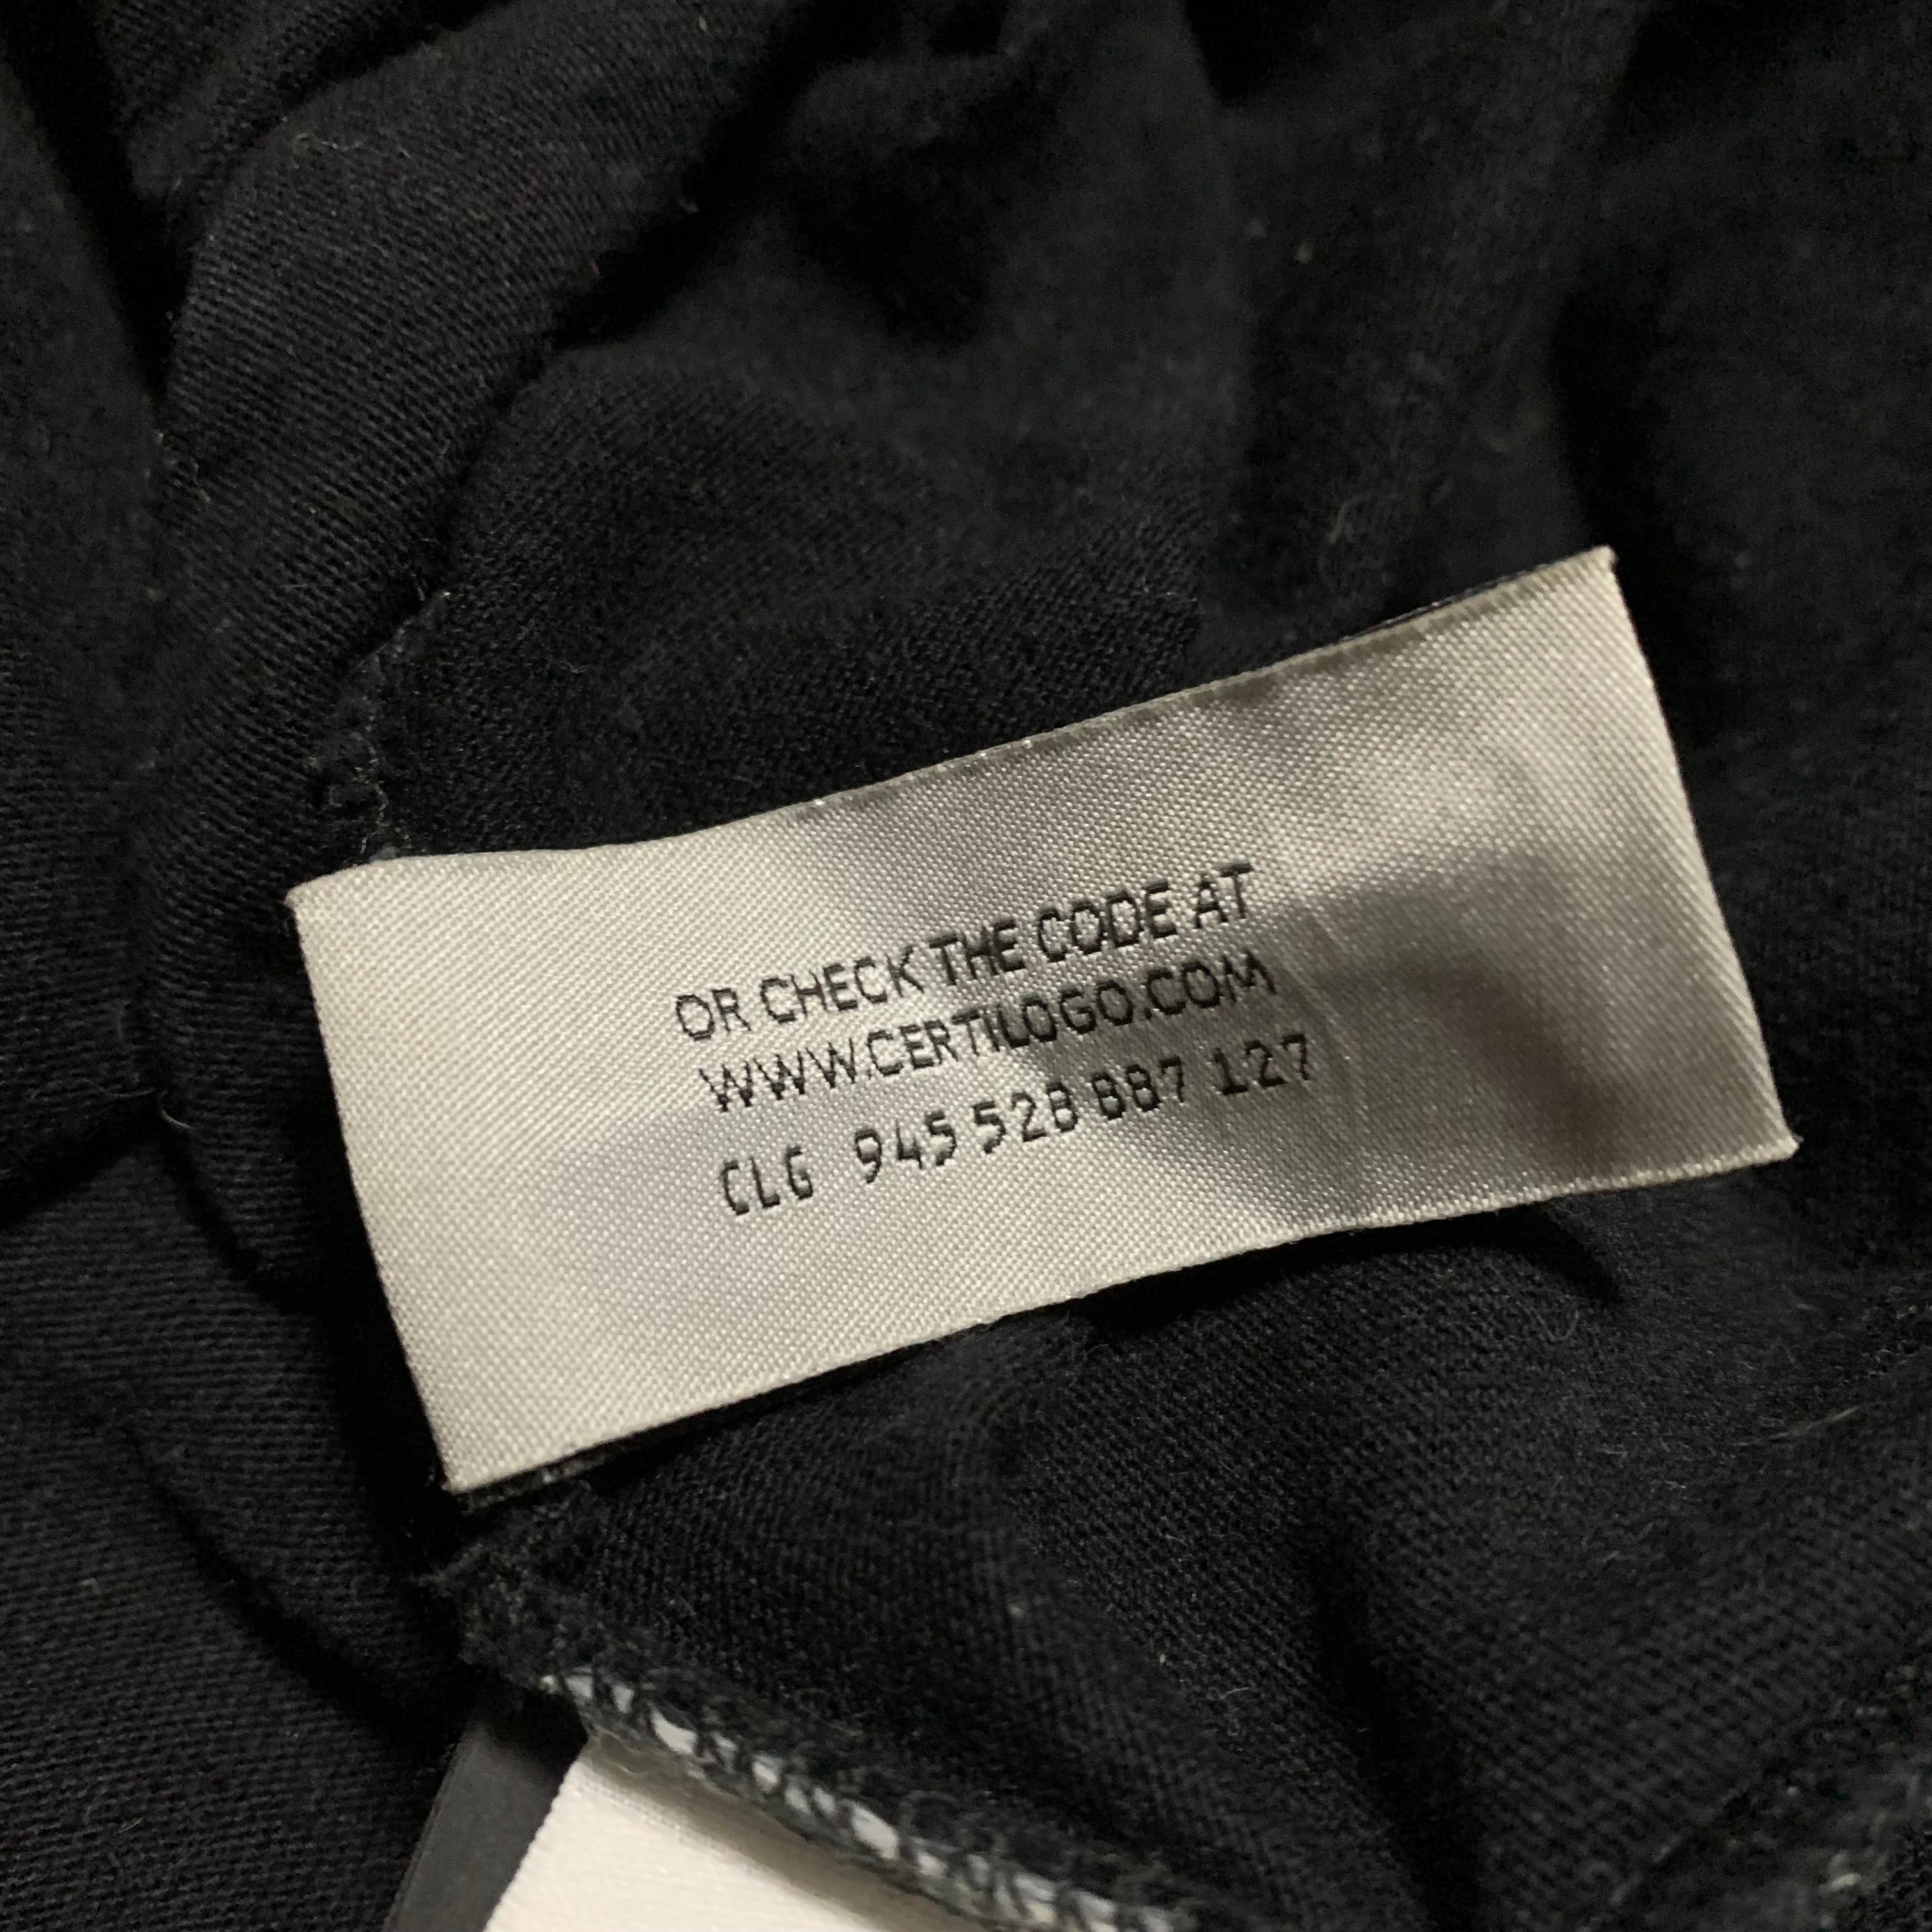 OR CHECK THE CODE AT
WWW.CERTILOGO.COM
CLG 945 528 887 127